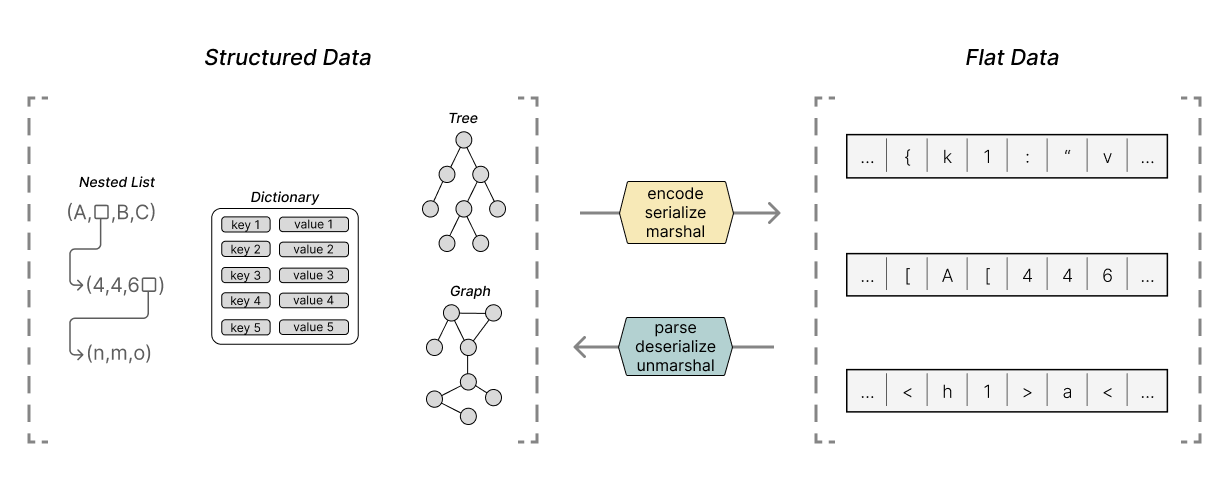 Structured Data
Flat Data
Nested List
(A,□,B,C)
(4,4,6□)
(n,m,o)
Dictionary
key 1 value 1
key 2 value 2
key 3 value 3
key 4 value 4
key 5 value 5
Tree
Graph
encode
serialize
marshal
parse
deserialize
unmarshal
... { k 1 : “ v ...
... [ A [ 4 4 6 ...
... < h 1 > a < ...